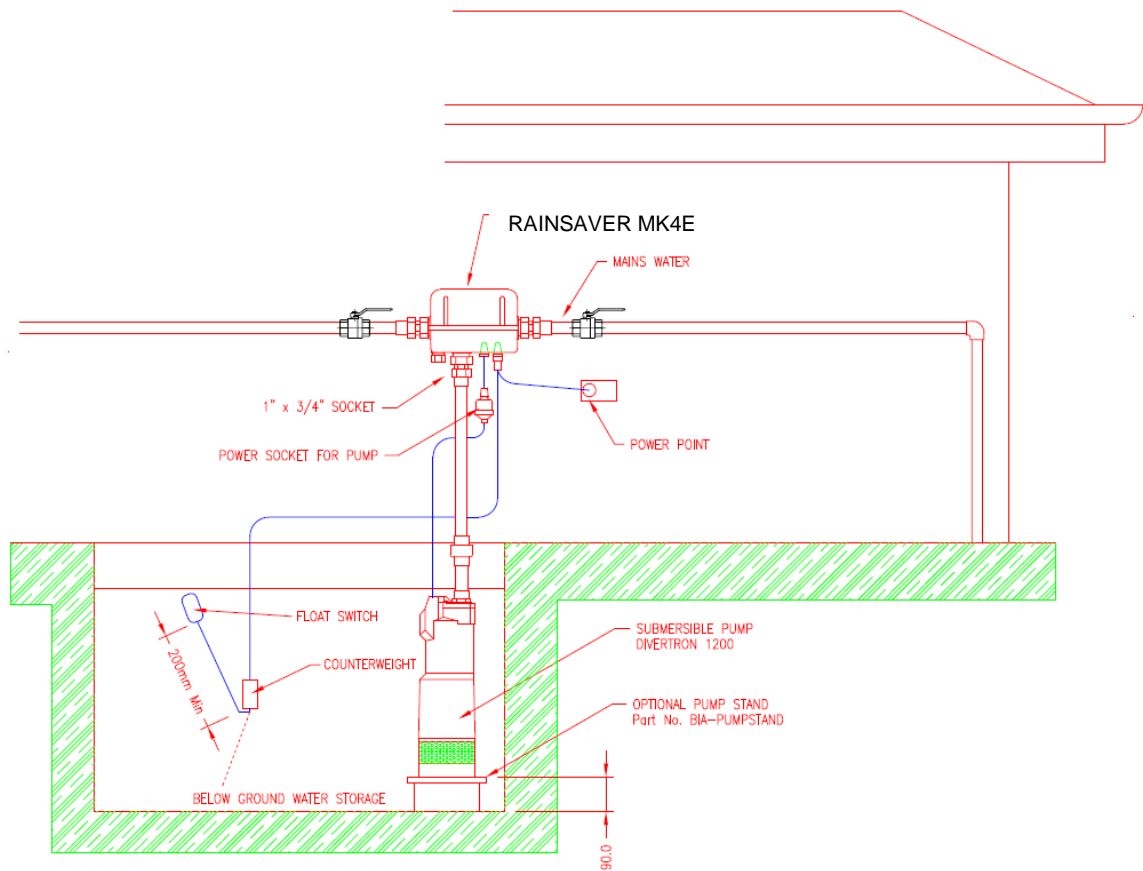 RAINSAVER MK4E
MAINS WATER
1" x 3/4" SOCKET
POWER SOCKET FOR PUMP
POWER POINT
FLOAT SWITCH
COUNTERWEIGHT
200mm Min
SUBMERSIBLE PUMP
DIVERTRON 1200
OPTIONAL PUMP STAND
Part No. BIA-PUMPSTAND
BELOW GROUND WATER STORAGE
90.0